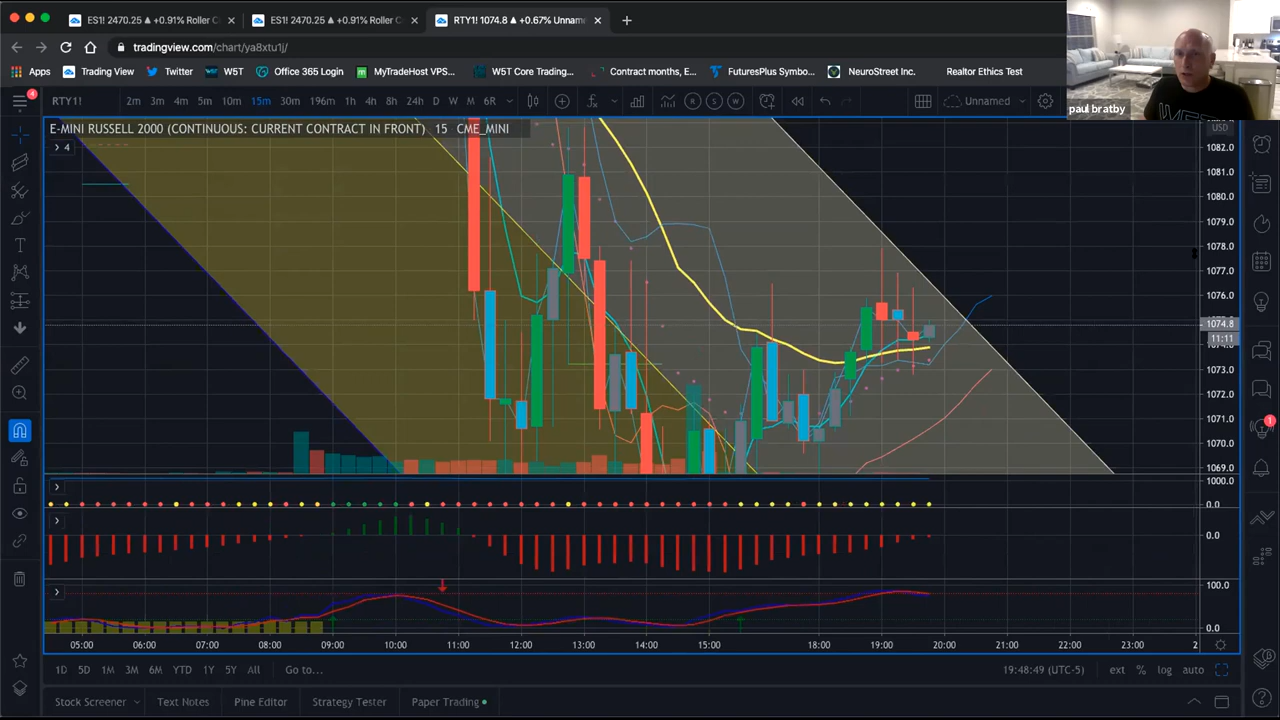 ES1! 2470.25 ▲ +0.91% Roller C
ES1! 2470.25 ▲ +0.91% Roller C
RTY1! 1074.8 ▲ +0.67% Unnam
tradingview.com/chart/ya8xtu1j/
Apps
Trading View
Twitter
W5T
Office 365 Login
MyTradeHost VPS...
W5T Core Trading...
Contract months, E...
FuturesPlus Symbo...
NeuroStreet Inc.
Realtor Ethics Test
paul bratby
4
RTY1!
2m 3m 4m 5m 10m 15m 30m 196m 1h 4h 8h 24h D W M 6R
R S W
Unnamed
E-MINI RUSSELL 2000 (CONTINUOUS: CURRENT CONTRACT IN FRONT) 15 CME_MINI
4
USD
1082.0
1081.0
1080.0
1079.0
1078.0
1077.0
1076.0
1074.8
11:11
1073.0
1072.0
1071.0
1070.0
1069.0
1
1000.0
0.0
0.0
100.0
0.0
05:00 06:00 07:00 08:00 09:00 10:00 11:00 12:00 13:00 14:00 15:00 18:00 19:00 20:00 21:00 22:00 23:00 2
1D 5D 1M 3M 6M YTD 1Y 5Y All Go to...
19:48:49 (UTC-5) ext % log auto
Stock Screener Text Notes Pine Editor Strategy Tester Paper Trading